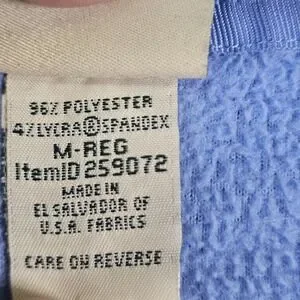 96% POLYESTER
4% LYCRA®SPANDEX
M-REG
ItemID 259072
MADE IN
EL SALVADOR OF
U.S.A. FABRICS
CARE ON REVERSE